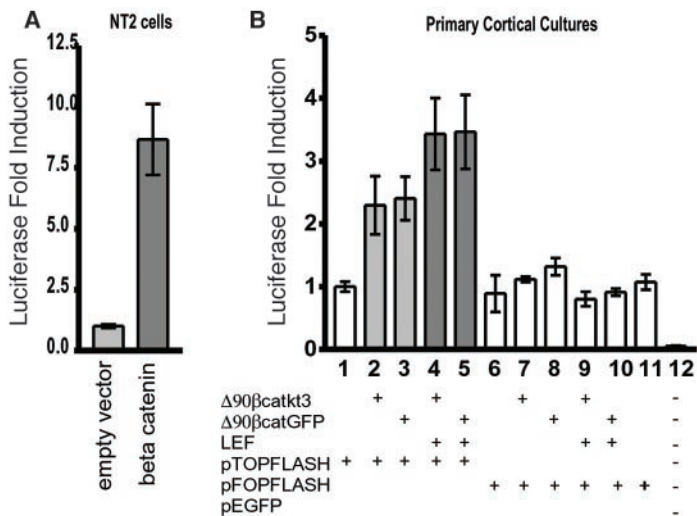 A
NT2 cells
Luciferase Fold Induction
12.5
10.0
7.5
5.0
2.5
0.0
empty vector
beta catenin
B
Primary Cortical Cultures
Luciferase Fold Induction
5
4
3
2
1
0
1 2 3 4 5 6 7 8 9 10 11 12
Δ90βcatkt3 + + + + -
Δ90βcatGFP + + + + -
LEF + + + + -
pTOPFLASH + + + + + -
pFOPFLASH + + + + + + -
pEGFP -